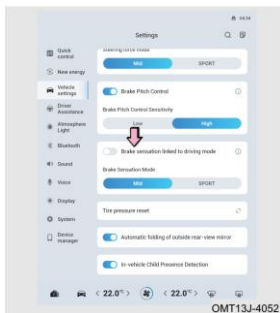 04:04
Settings
Quick
control
Steering force mode
Mid SPORT
New energy
Vehicle
settings
Brake Pitch Control
Driver
Assistance
Brake Pitch Control Sensitivity
Atmosphere
Light
Low High
Bluetooth
Brake sensation linked to driving mode
Sound
Brake Sensation Mode
Voice
Mid SPORT
Display
Tire pressure reset
System
Device
manager
Automatic folding of outside rear-view mirror
In-vehicle Child Presence Detection
< 22.0°C > < 22.0°C >
OMT13J-4052